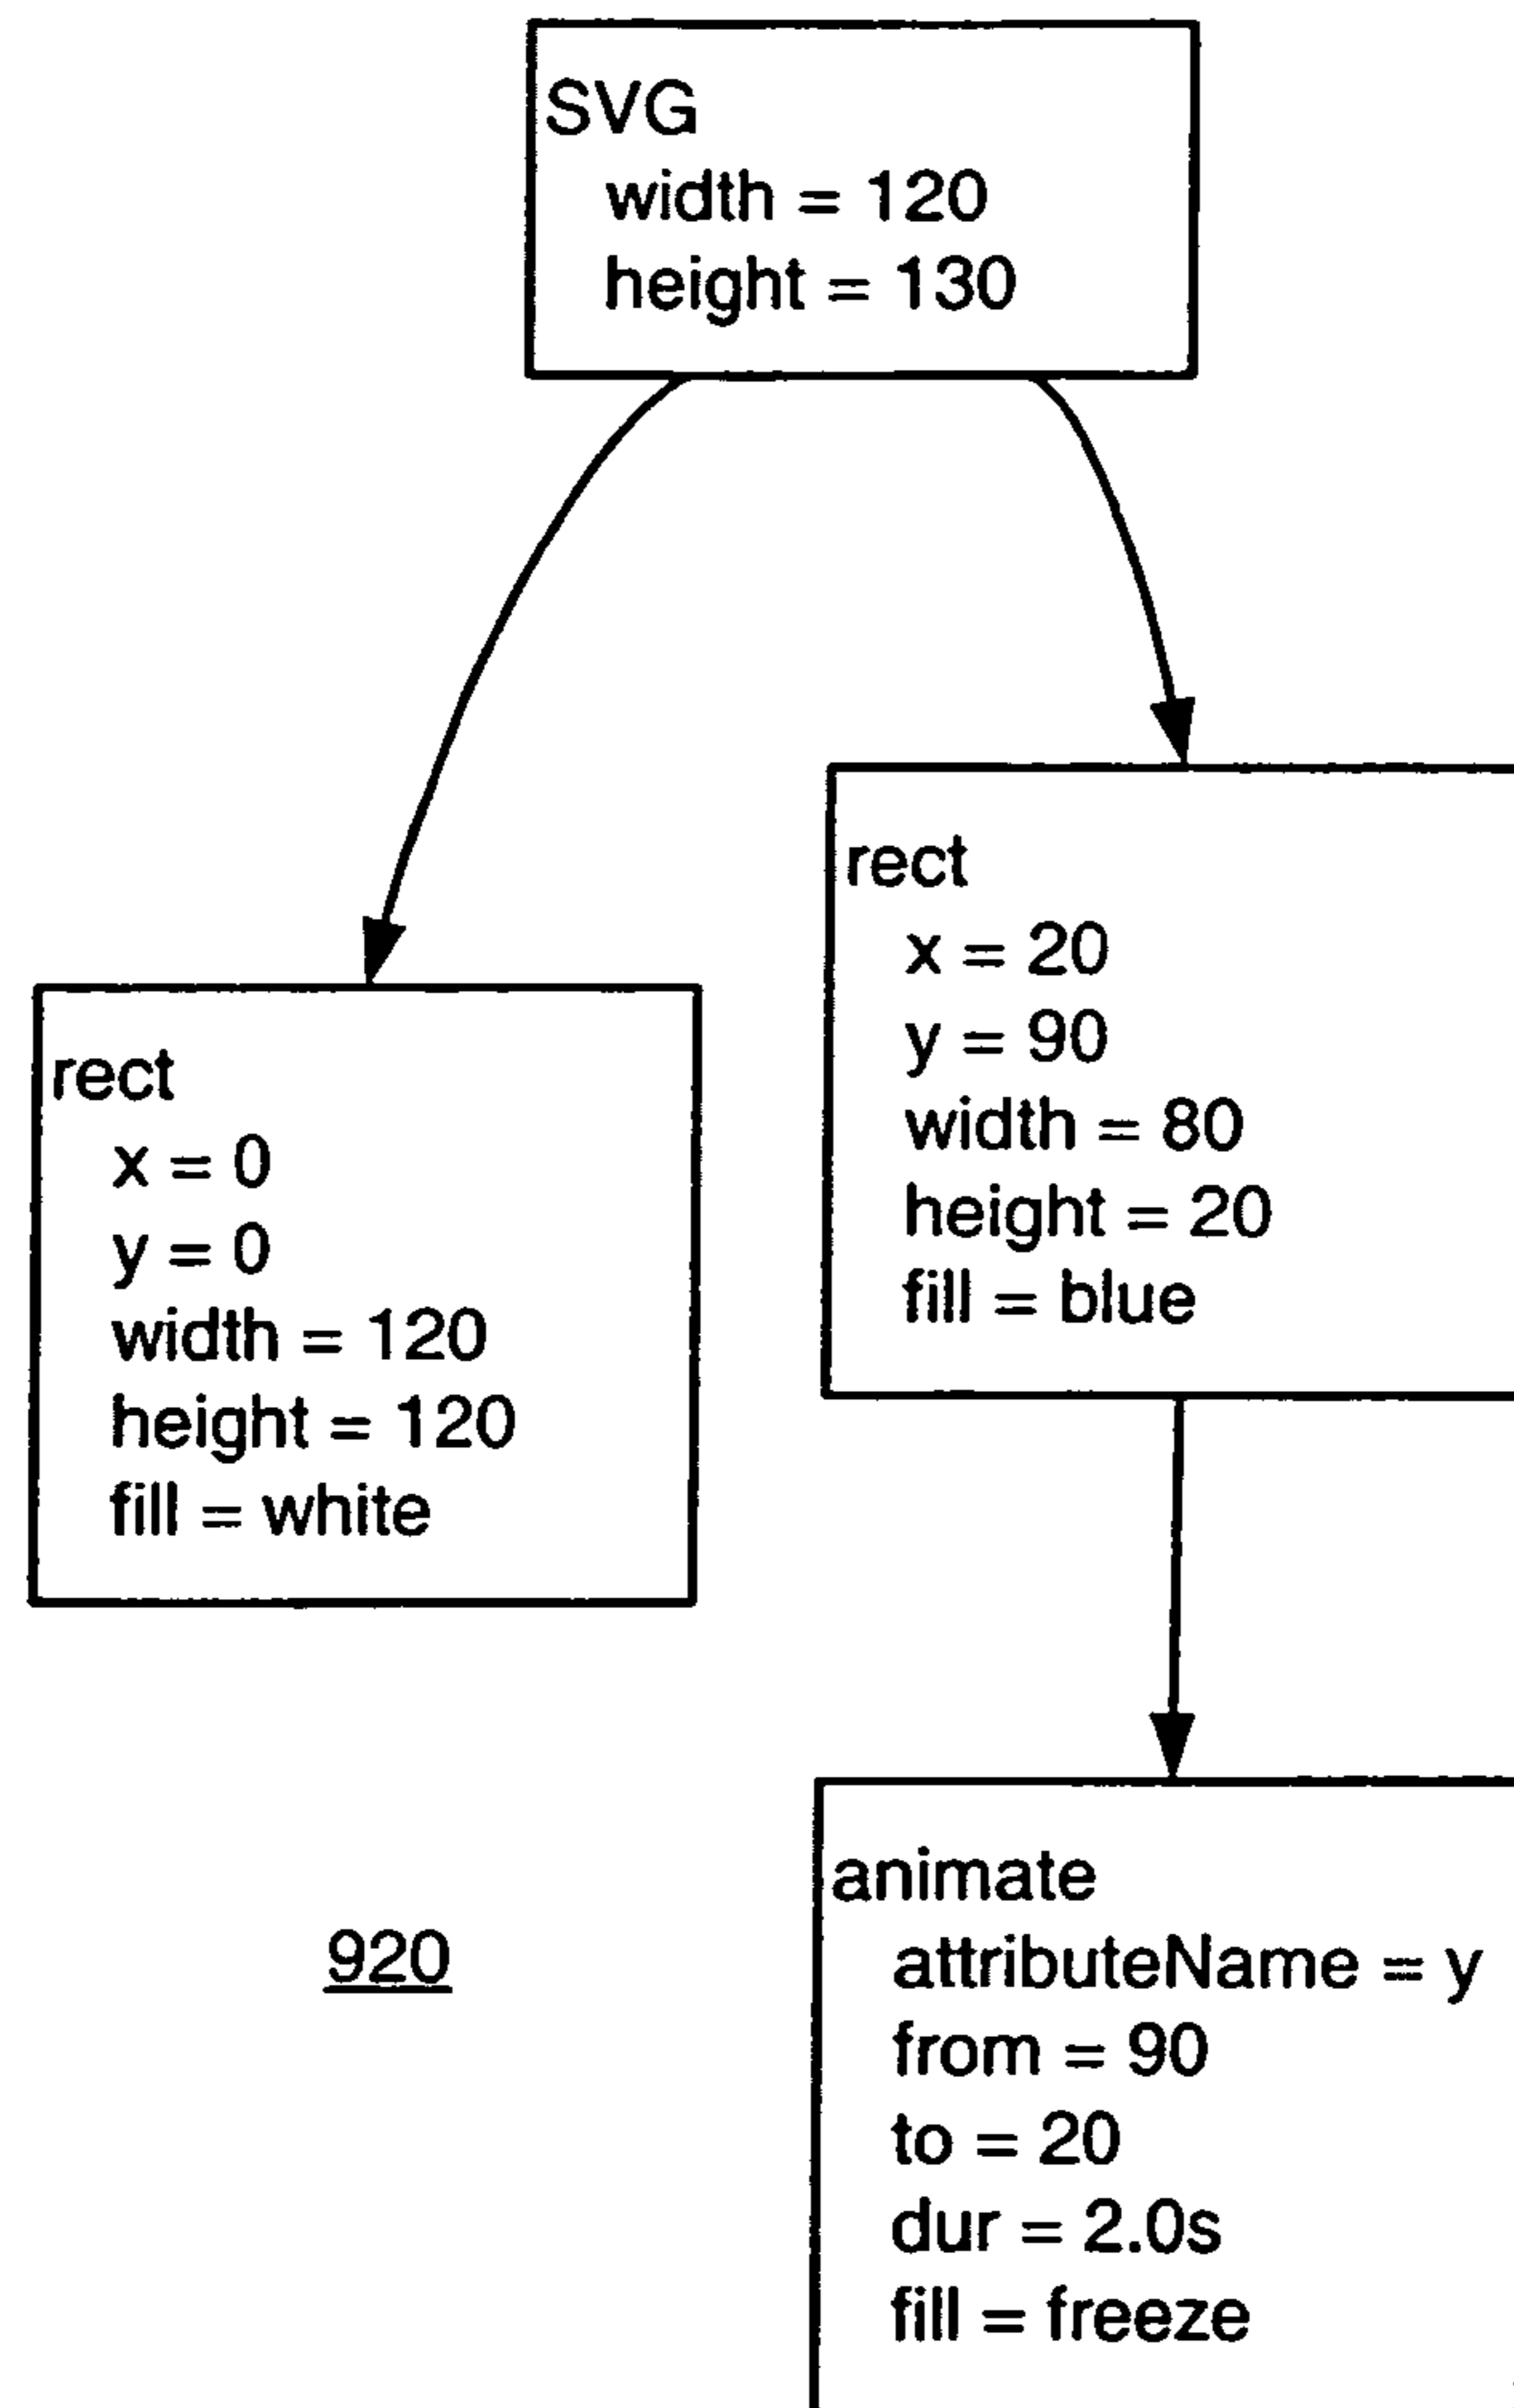 SVG
width = 120
height = 130
rect
x = 0
y = 0
width = 120
height = 120
fill = white
rect
x = 20
y = 90
width = 80
height = 20
fill = blue
animate
attributeName = y
from = 90
to = 20
dur = 2.0s
fill = freeze
920